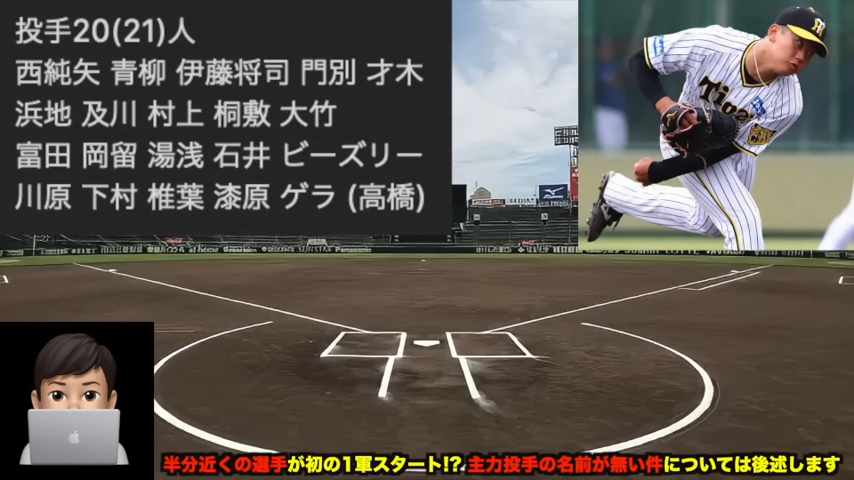 投手20(21)人
西純矢 青柳 伊藤将司 門別 才木
浜地 及川 村上 桐敷 大竹
富田 岡留 湯浅 石井 ビーズリー
川原 下村 椎葉 漆原 ゲラ (高橋)
Tigers
MIZUNO
半分近くの選手が初の1軍スタート!? 主力投手の名前が無い件については後述します